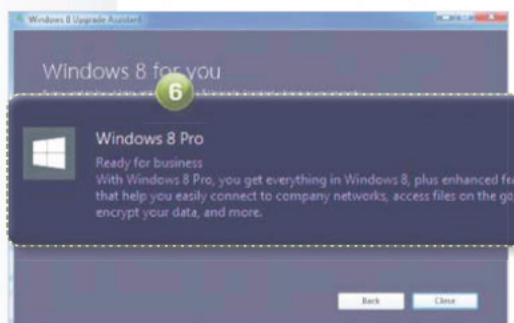 Windows 8 Upgrade Assistant
Windows 8 for you
6
Windows 8 Pro
Ready for business
With Windows 8 Pro, you get everything in Windows 8, plus enhanced fe
that help you easily connect to company networks, access files on the go
encrypt your data, and more.
Back
Close